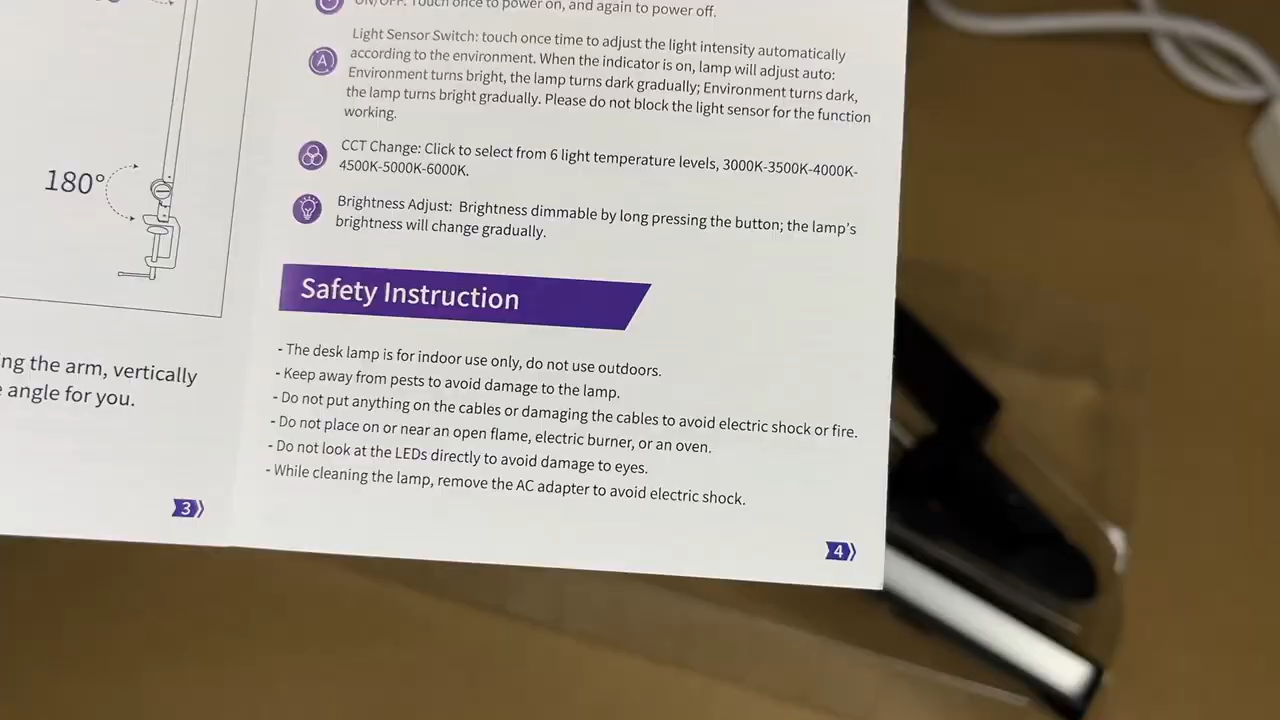 180°
ng the arm, vertically
angle for you.
3
ON/OFF: Touch once to power on, and again to power off.
A
Light Sensor Switch: touch once time to adjust the light intensity automatically
according to the environment. When the indicator is on, lamp will adjust auto:
Environment turns bright, the lamp turns dark gradually; Environment turns dark,
the lamp turns bright gradually. Please do not block the light sensor for the function
working.
CCT Change: Click to select from 6 light temperature levels, 3000K-3500K-4000K-
4500K-5000K-6000K.
Brightness Adjust: Brightness dimmable by long pressing the button; the lamp's
brightness will change gradually.
Safety Instruction
- The desk lamp is for indoor use only, do not use outdoors.
- Keep away from pests to avoid damage to the lamp.
- Do not put anything on the cables or damaging the cables to avoid electric shock or fire.
- Do not place on or near an open flame, electric burner, or an oven.
- Do not look at the LEDs directly to avoid damage to eyes.
- While cleaning the lamp, remove the AC adapter to avoid electric shock.
4